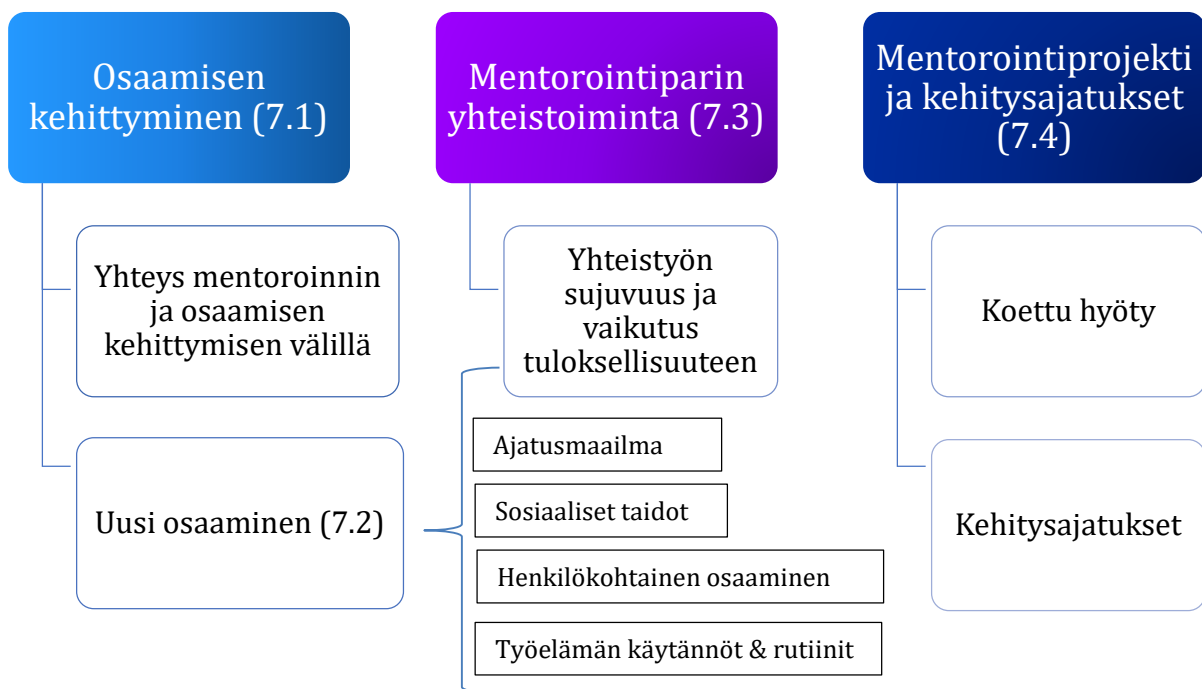 Osaamisen
kehittyminen (7.1)
Yhteys mentoroinnin
ja osaamisen
kehittymisen välillä
Uusi osaaminen (7.2)
Mentorointiparin
yhteistoiminta (7.3)
Yhteistyön
sujuvuus ja
vaikutus
tuloksellisuuteen
Ajatusmaailma
Sosiaaliset taidot
Henkilökohtainen osaaminen
Työelämän käytännöt & rutiinit
Mentorointiprojekti
ja kehitysajatukset
(7.4)
Koettu hyöty
Kehitysajatukset